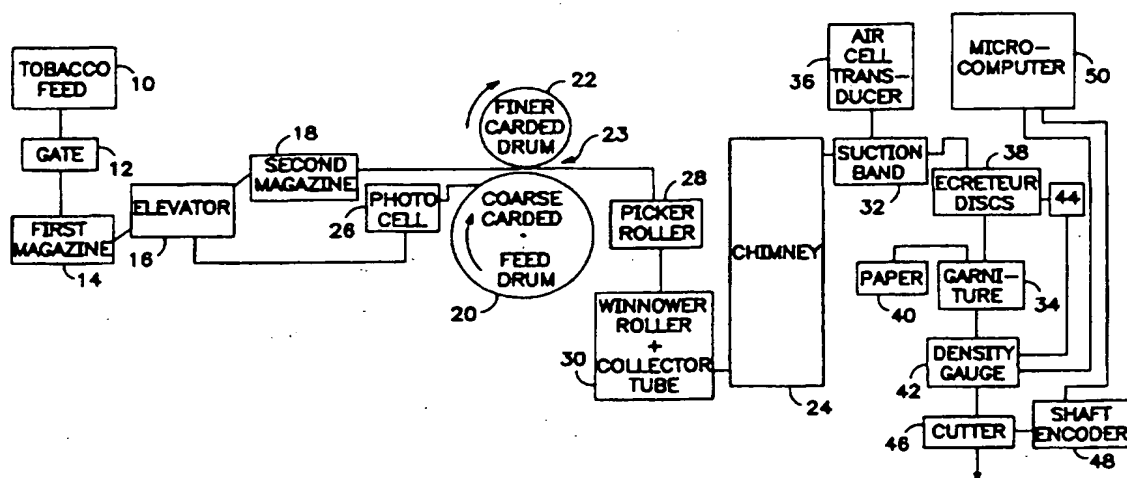 TOBACCO
FEED
10
GATE
12
FIRST
MAGAZINE
14
ELEVATOR
16
18
SECOND
MAGAZINE
PHOTO
CELL
26
22
FINER
CARDED
DRUM
23
COARSE
CARDED
FEED
DRUM
20
28
PICKER
ROLLER
WINNOWER
ROLLER
+
COLLECTOR
TUBE
30
CHIMNEY
24
AIR
CELL
TRANS-
DUCER
36
SUCTION
BAND
32
MICRO-
COMPUTER
50
38
ECRETEUR
DISCS
44
PAPER
40
GARNI-
TURE
34
DENSITY
GAUGE
42
CUTTER
46
SHAFT
ENCODER
48